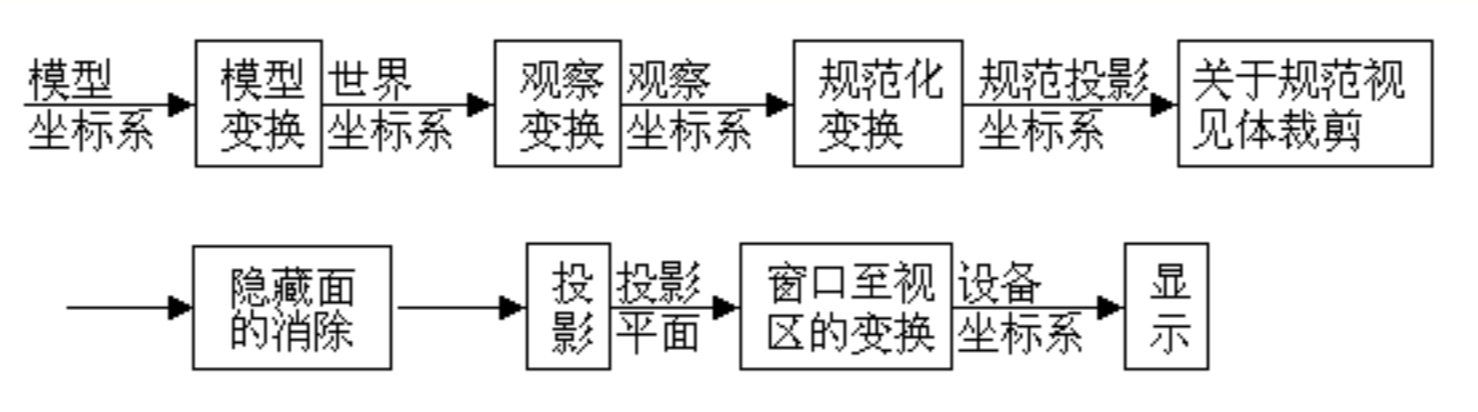 模型
坐标系
模型
变换
世界
坐标系
观察
变换
观察
坐标系
规范化
变换
规范投影
坐标系
关于规范视
见体裁剪
隐藏面
的消除
投
影
投影
平面
窗口至视
区的变换
设备
坐标系
显
示